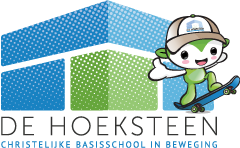 DE HOEKSTEEN
CHRISTELIJKE BASISSCHOOL IN BEWEGING